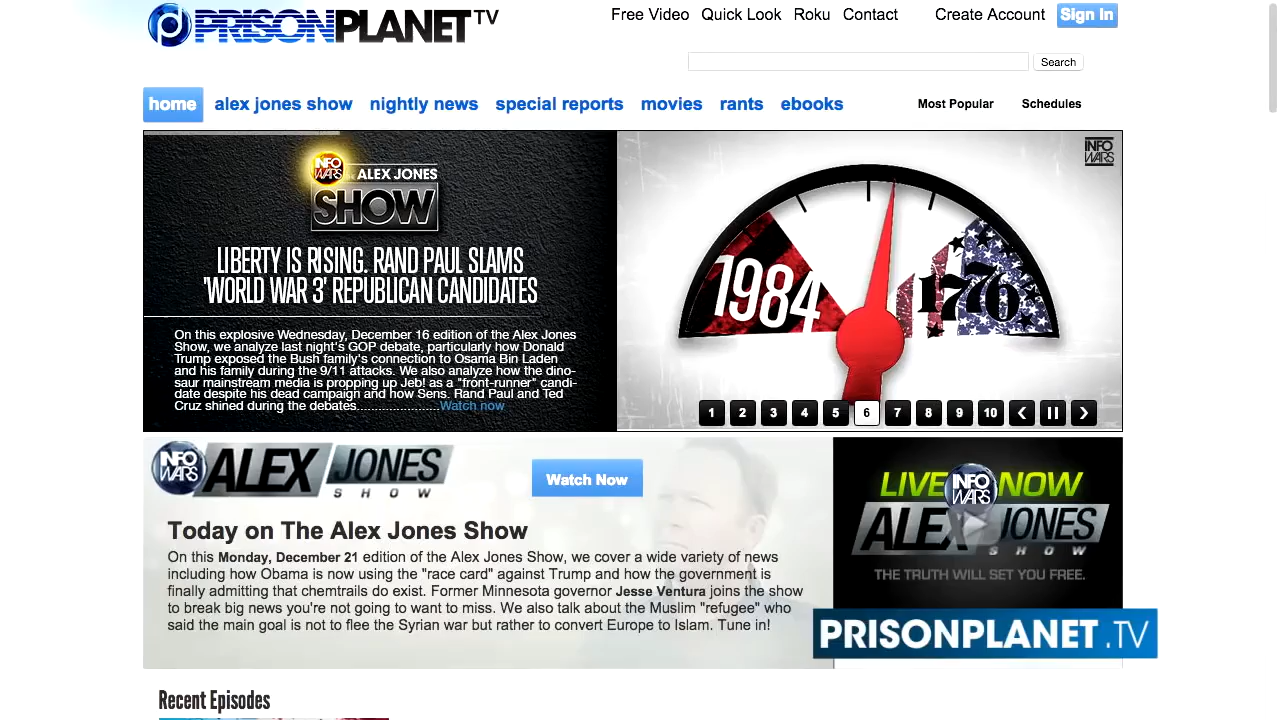 PRISONPLANET TV
Free Video Quick Look Roku Contact Create Account Sign In
Search
home alex jones show nightly news special reports movies rants ebooks Most Popular Schedules
INFO
WARS
THE ALEX JONES
SHOW
LIBERTY IS RISING. RAND PAUL SLAMS
'WORLD WAR 3' REPUBLICAN CANDIDATES
On this explosive Wednesday, December 16 edition of the Alex Jones
Show, we analyze last night's GOP debate, particularly how Donald
Trump exposed the Bush family's connection to Osama Bin Laden
and his family during the 9/11 attacks. We also analyze how the dino-
saur mainstream media is propping up Jeb! as a "front-runner" candi-
date despite his dead campaign and how Sens. Rand Paul and Ted
Cruz shined during the debates.......................Watch now
INFO
WARS
1984
1776
1 2 3 4 5 6 7 8 9 10
INFO
WARS
ALEX JONES
SHOW
Watch Now
Today on The Alex Jones Show
On this Monday, December 21 edition of the Alex Jones Show, we cover a wide variety of news
including how Obama is now using the "race card" against Trump and how the government is
finally admitting that chemtrails do exist. Former Minnesota governor Jesse Ventura joins the show
to break big news you're not going to want to miss. We also talk about the Muslim "refugee" who
said the main goal is not to flee the Syrian war but rather to convert Europe to Islam. Tune in!
LIVE NOW
INFO
WARS
ALEX JONES
SHOW
THE TRUTH WILL SET YOU FREE.
PRISONPLANET.TV
Recent Episodes